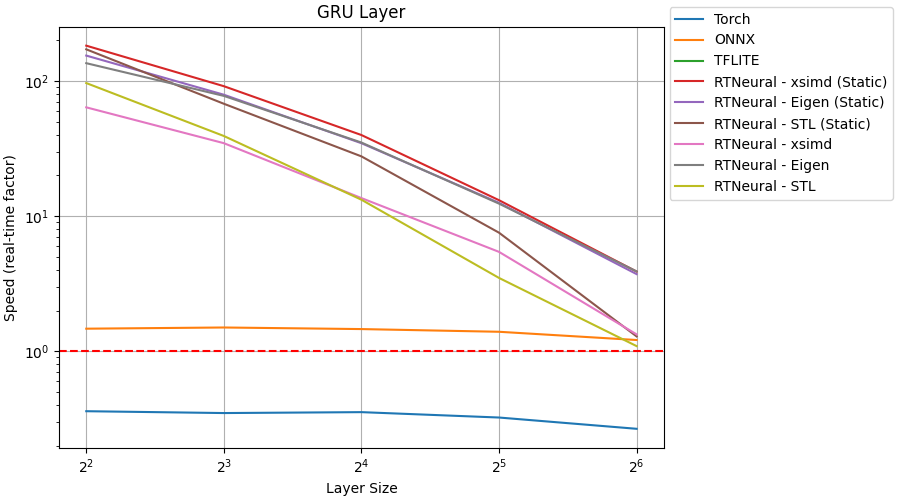 GRU Layer
Speed (real-time factor)
10²
10¹
10⁰
2² 2³ 2⁴ 2⁵ 2⁶
Layer Size
Torch
ONNX
TFLITE
RTNeural - xsimd (Static)
RTNeural - Eigen (Static)
RTNeural - STL (Static)
RTNeural - xsimd
RTNeural - Eigen
RTNeural - STL